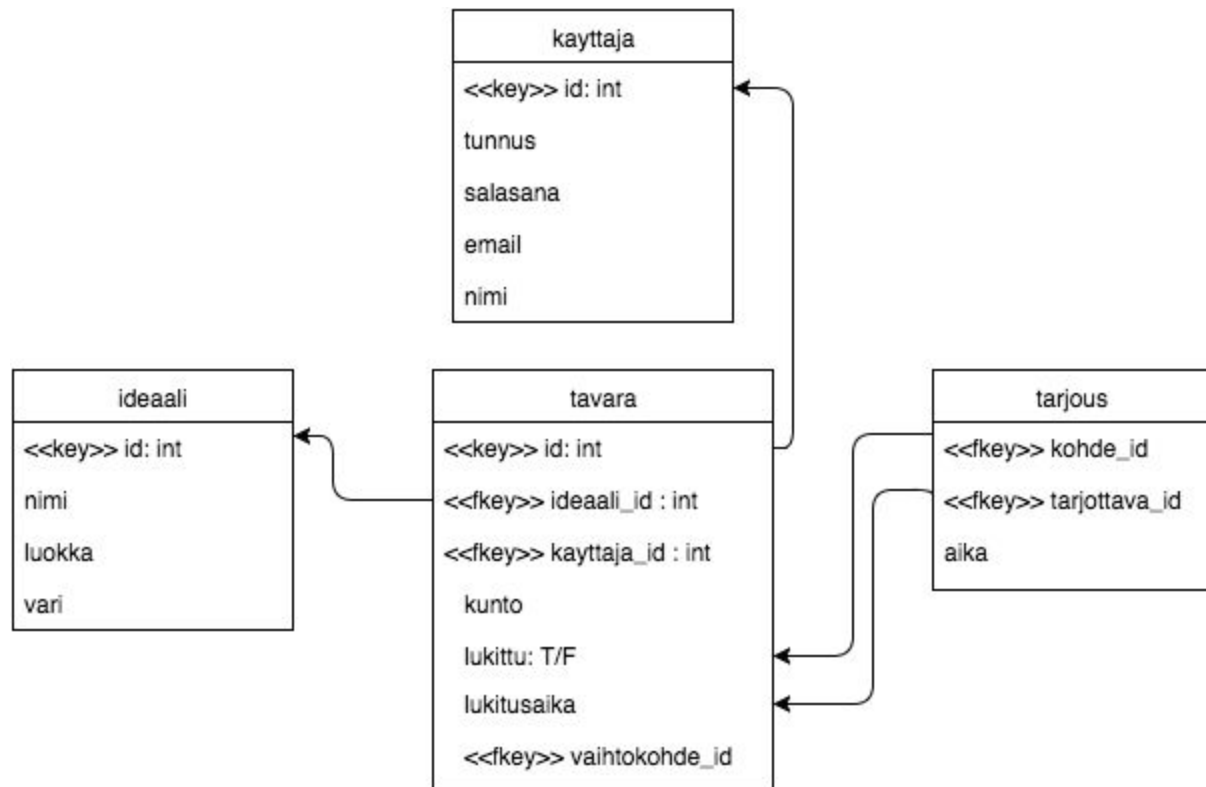 kayttaja
<<key>> id: int
tunnus
salasana
email
nimi
ideaali
<<key>> id: int
nimi
luokka
vari
tavara
<<key>> id: int
<<fkey>> ideaali_id : int
<<fkey>> kayttaja_id : int
kunto
lukittu: T/F
lukitusaika
<<fkey>> vaihtokohde_id
tarjous
<<fkey>> kohde_id
<<fkey>> tarjottava_id
aika